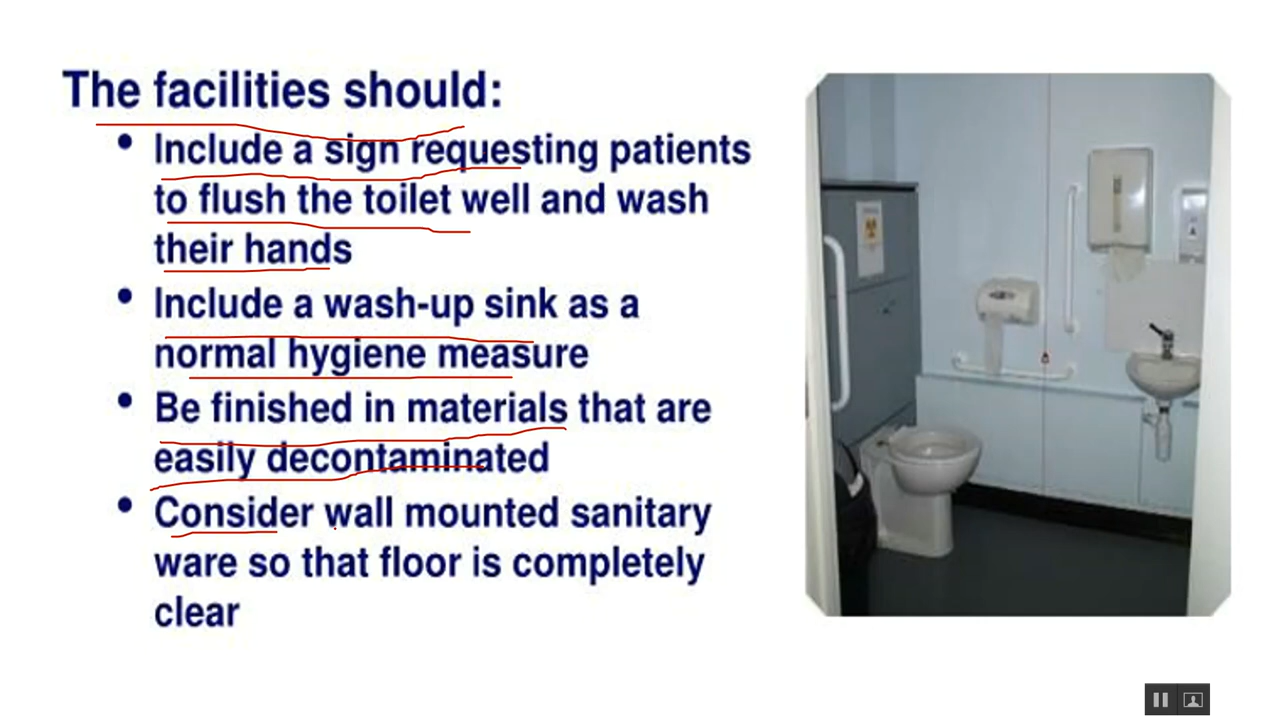 The facilities should:
• Include a sign requesting patients
to flush the toilet well and wash
their hands
• Include a wash-up sink as a
normal hygiene measure
• Be finished in materials that are
easily decontaminated
• Consider wall mounted sanitary
ware so that floor is completely
clear